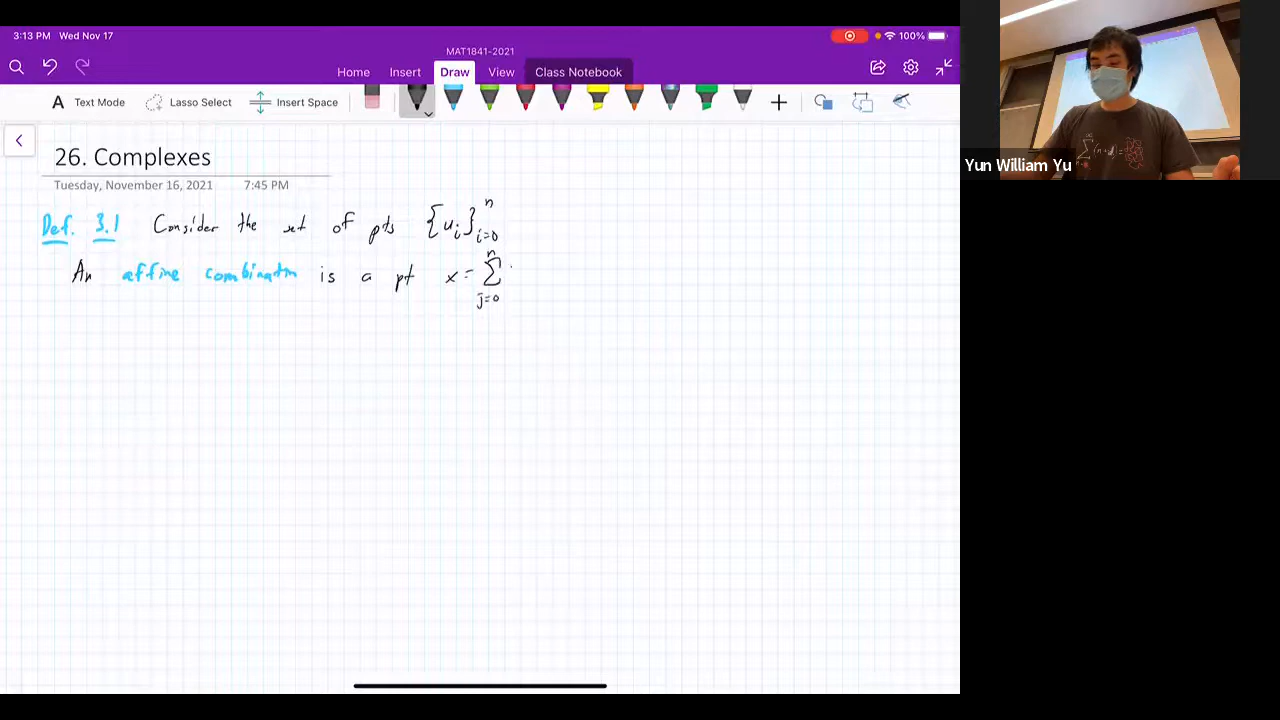 3:13 PM Wed Nov 17
100%
MAT1841-2021
Home Insert Draw View Class Notebook
A Text Mode Lasso Select Insert Space
26. Complexes
Tuesday, November 16, 2021 7:45 PM
Def. 3.1 Consider the set of pts {u_i}_{i=0}^n
An affine combinatn is a pt x = ∑_{j=0}^n
Yun William Yu